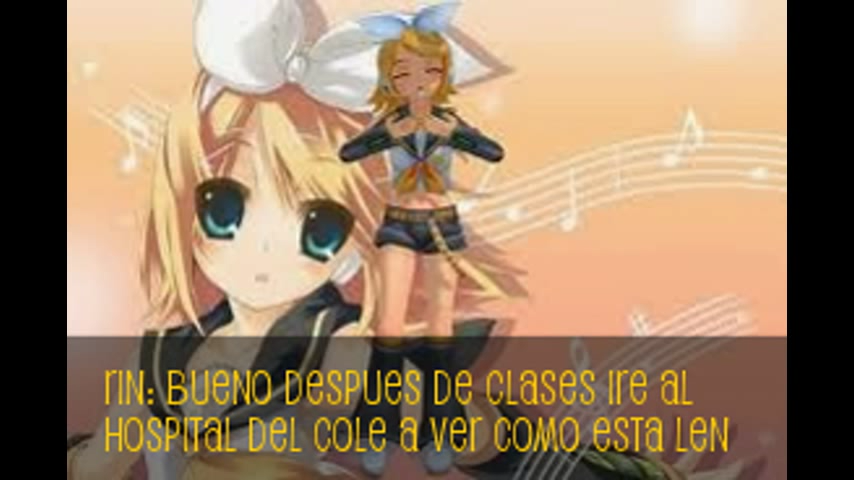 rin: Bueno despues de clases ire al
hospital del cole a ver como esta len